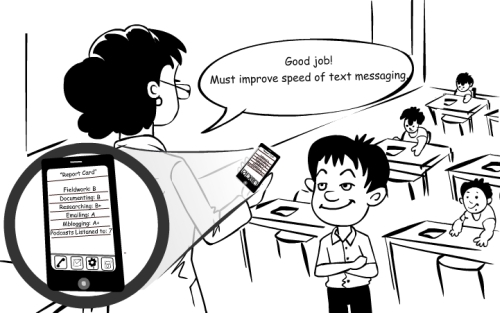 Good job!
Must improve speed of text messaging.
"Report Card"
Fieldwork: B
Documenting: B
Researching: B+
Emailing: A
Mblogging: A+
Podcasts Listened to: 7